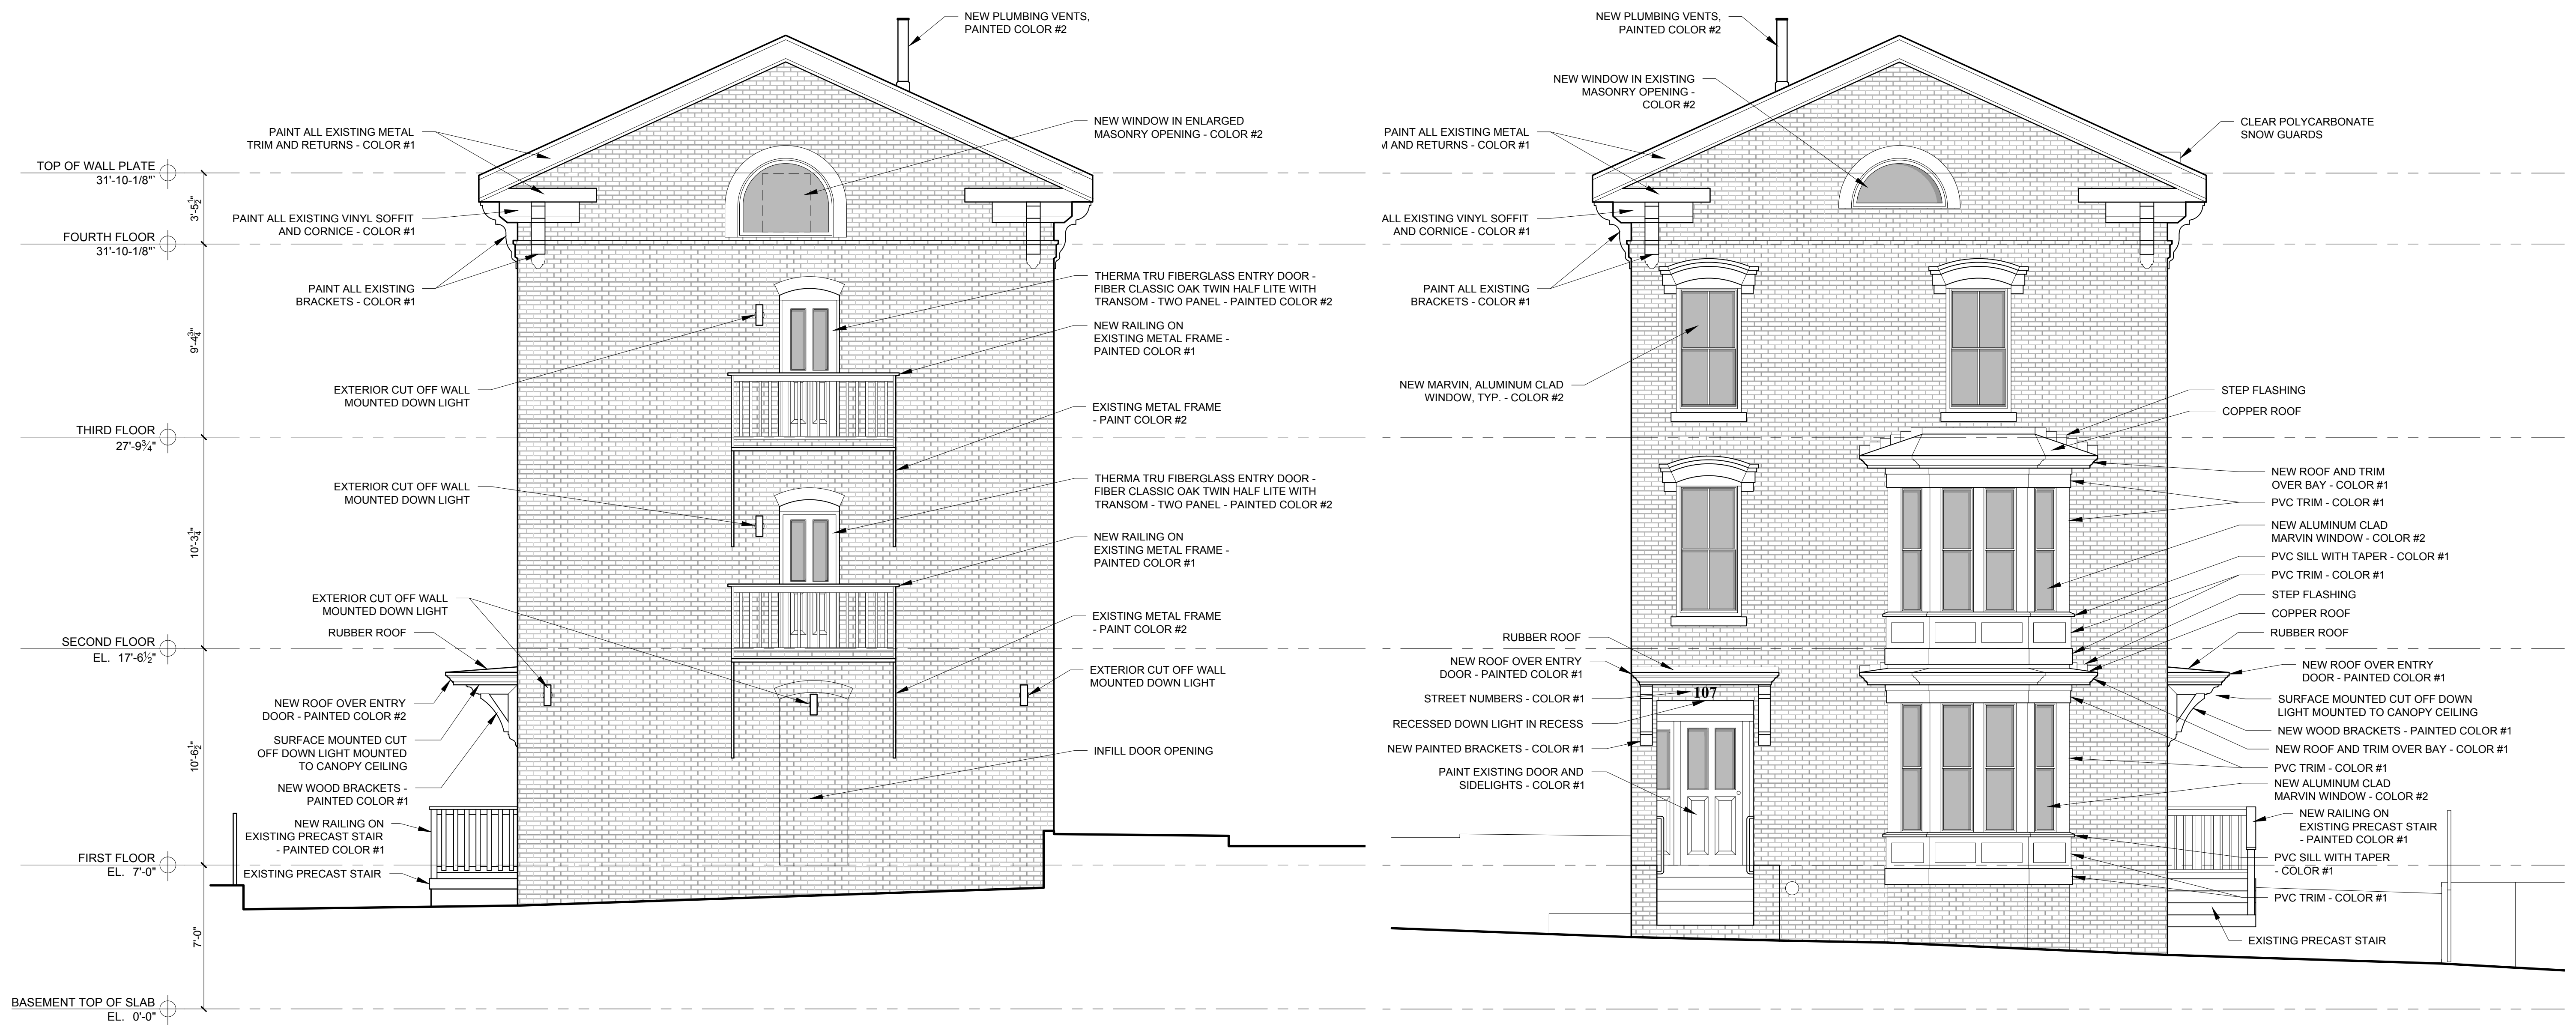 NEW PLUMBING VENTS,
PAINTED COLOR #2
PAINT ALL EXISTING METAL
TRIM AND RETURNS - COLOR #1
NEW WINDOW IN ENLARGED
MASONRY OPENING - COLOR #2
TOP OF WALL PLATE
31'-10-1/8"
3'-5½"
PAINT ALL EXISTING VINYL SOFFIT
AND CORNICE - COLOR #1
FOURTH FLOOR
31'-10-1/8"
PAINT ALL EXISTING
BRACKETS - COLOR #1
THERMA TRU FIBERGLASS ENTRY DOOR -
FIBER CLASSIC OAK TWIN HALF LITE WITH
TRANSOM - TWO PANEL - PAINTED COLOR #2
NEW RAILING ON
EXISTING METAL FRAME -
PAINTED COLOR #1
9'-4¾"
EXTERIOR CUT OFF WALL
MOUNTED DOWN LIGHT
EXISTING METAL FRAME
- PAINT COLOR #2
THIRD FLOOR
27'-9¾"
EXTERIOR CUT OFF WALL
MOUNTED DOWN LIGHT
THERMA TRU FIBERGLASS ENTRY DOOR -
FIBER CLASSIC OAK TWIN HALF LITE WITH
TRANSOM - TWO PANEL - PAINTED COLOR #2
10'-3¼"
NEW RAILING ON
EXISTING METAL FRAME -
PAINTED COLOR #1
EXTERIOR CUT OFF WALL
MOUNTED DOWN LIGHT
RUBBER ROOF
EXISTING METAL FRAME
- PAINT COLOR #2
SECOND FLOOR
EL. 17'-6½"
EXTERIOR CUT OFF WALL
MOUNTED DOWN LIGHT
NEW ROOF OVER ENTRY
DOOR - PAINTED COLOR #2
SURFACE MOUNTED CUT
OFF DOWN LIGHT MOUNTED
TO CANOPY CEILING
10'-6½"
INFILL DOOR OPENING
NEW WOOD BRACKETS -
PAINTED COLOR #1
NEW RAILING ON
EXISTING PRECAST STAIR
- PAINTED COLOR #1
FIRST FLOOR
EL. 7'-0"
EXISTING PRECAST STAIR
7'-0"
BASEMENT TOP OF SLAB
EL. 0'-0"
NEW PLUMBING VENTS,
PAINTED COLOR #2
NEW WINDOW IN EXISTING
MASONRY OPENING -
COLOR #2
PAINT ALL EXISTING METAL
AND RETURNS - COLOR #1
CLEAR POLYCARBONATE
SNOW GUARDS
ALL EXISTING VINYL SOFFIT
AND CORNICE - COLOR #1
PAINT ALL EXISTING
BRACKETS - COLOR #1
NEW MARVIN, ALUMINUM CLAD
WINDOW, TYP. - COLOR #2
STEP FLASHING
COPPER ROOF
NEW ROOF AND TRIM
OVER BAY - COLOR #1
PVC TRIM - COLOR #1
NEW ALUMINUM CLAD
MARVIN WINDOW - COLOR #2
PVC SILL WITH TAPER - COLOR #1
PVC TRIM - COLOR #1
STEP FLASHING
COPPER ROOF
RUBBER ROOF
RUBBER ROOF
NEW ROOF OVER ENTRY
DOOR - PAINTED COLOR #1
STREET NUMBERS - COLOR #1
107
RECESSED DOWN LIGHT IN RECESS
NEW PAINTED BRACKETS - COLOR #1
PAINT EXISTING DOOR AND
SIDELIGHTS - COLOR #1
NEW ROOF OVER ENTRY
DOOR - PAINTED COLOR #1
SURFACE MOUNTED CUT OFF DOWN
LIGHT MOUNTED TO CANOPY CEILING
NEW WOOD BRACKETS - PAINTED COLOR #1
NEW ROOF AND TRIM OVER BAY - COLOR #1
PVC TRIM - COLOR #1
NEW ALUMINUM CLAD
MARVIN WINDOW - COLOR #2
NEW RAILING ON
EXISTING PRECAST STAIR
- PAINTED COLOR #1
PVC SILL WITH TAPER
- COLOR #1
PVC TRIM - COLOR #1
EXISTING PRECAST STAIR